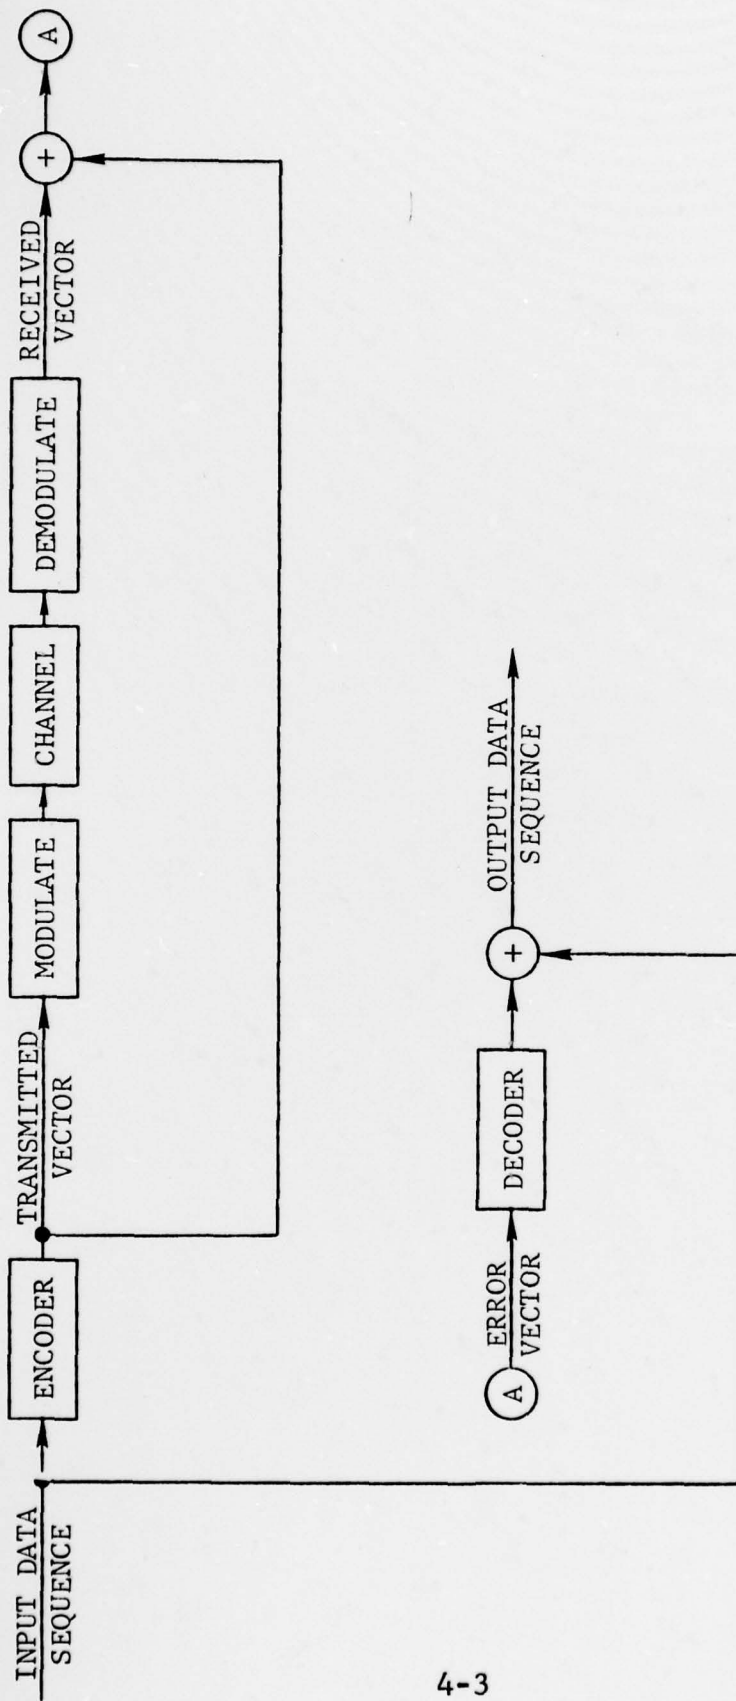 INPUT DATA
SEQUENCE
ENCODER
TRANSMITTED
VECTOR
MODULATE
CHANNEL
DEMODULATE
RECEIVED
VECTOR
+
A
A
ERROR
VECTOR
DECODER
+
OUTPUT DATA
SEQUENCE
4-3